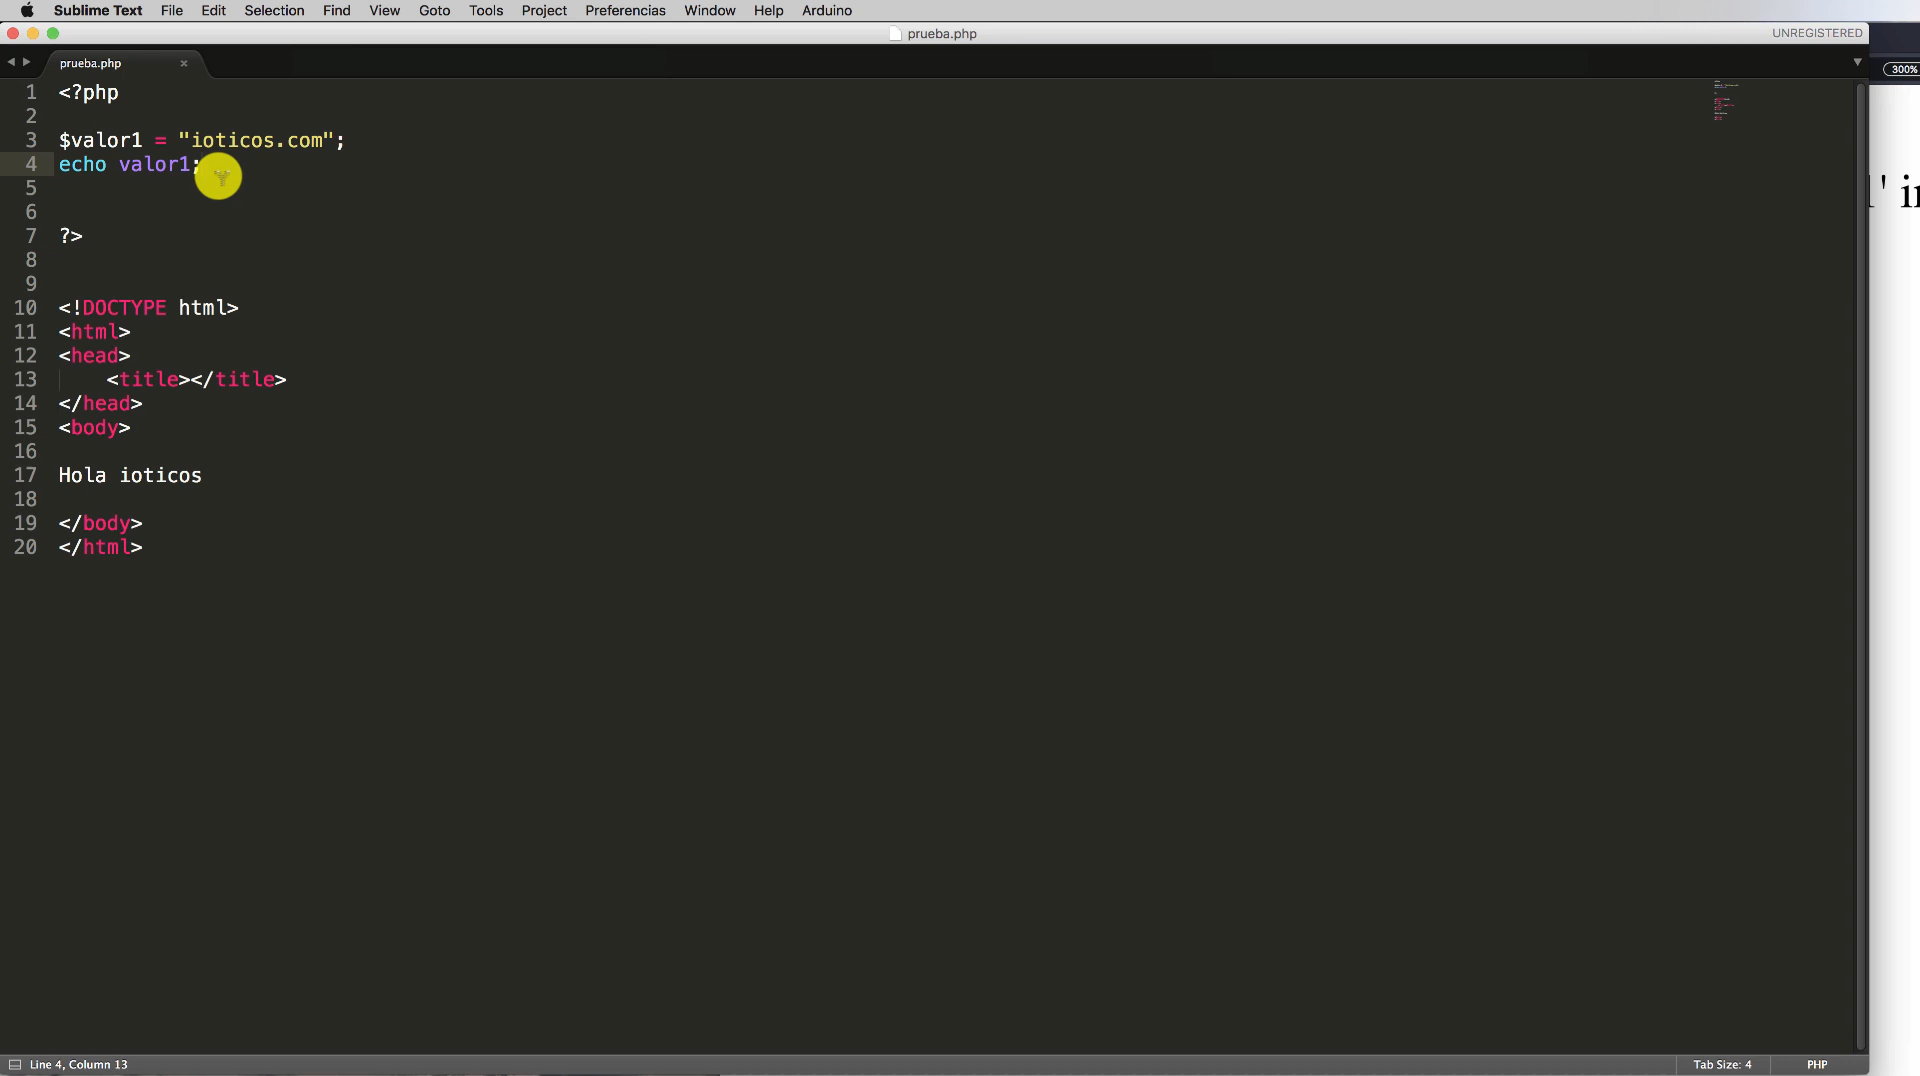 Sublime Text File Edit Selection Find View Goto Tools Project Preferencias Window Help Arduino
prueba.php
UNREGISTERED
prueba.php
300%
1 <?php
2
3 $valor1 = "ioticos.com";
4 echo valor1;
5
6
7 ?>
8
9
10 <!DOCTYPE html>
11 <html>
12 <head>
13 <title></title>
14 </head>
15 <body>
16
17 Hola ioticos
18
19 </body>
20 </html>
Line 4, Column 13
Tab Size: 4
PHP